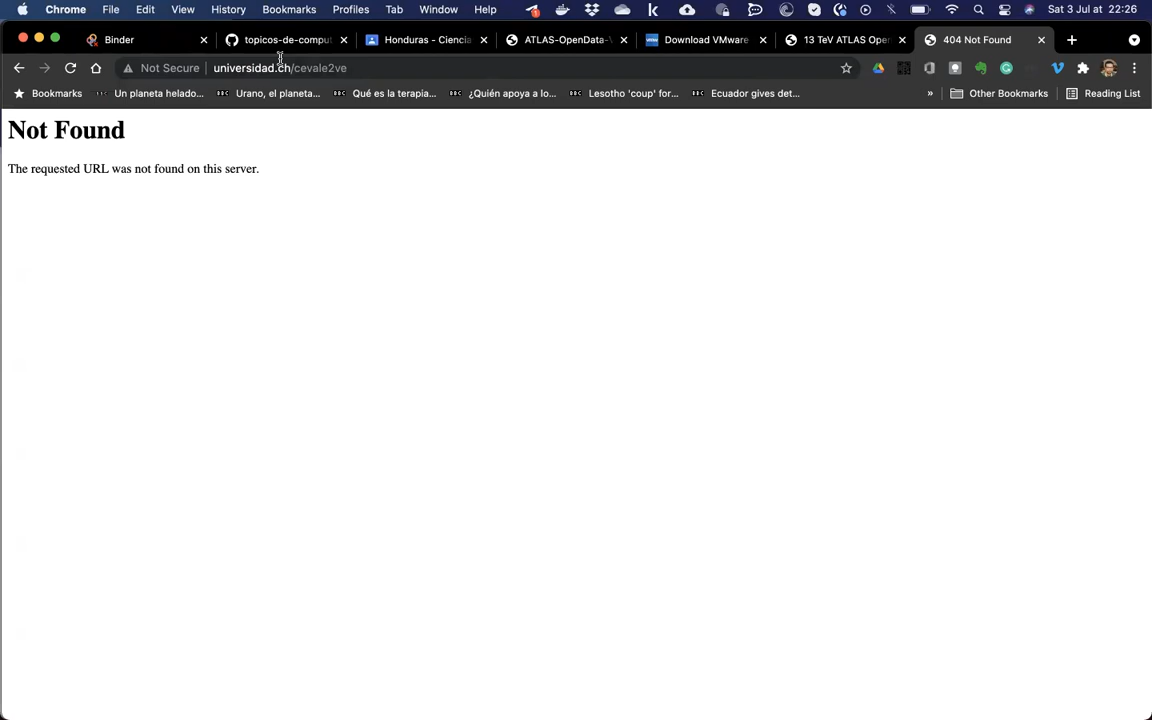 Chrome File Edit View History Bookmarks Profiles Tab Window Help Sat 3 Jul at 22:26
Binder topicos-de-comput Honduras - Ciencia ATLAS-OpenData- Download VMware 13 TeV ATLAS Open 404 Not Found
Not Secure universidad.ch/cevale2ve
Bookmarks Un planeta helado... Urano, el planeta... Qué es la terapia... ¿Quién apoya a lo... Lesotho 'coup' for... Ecuador gives det... » Other Bookmarks Reading List
Not Found
The requested URL was not found on this server.